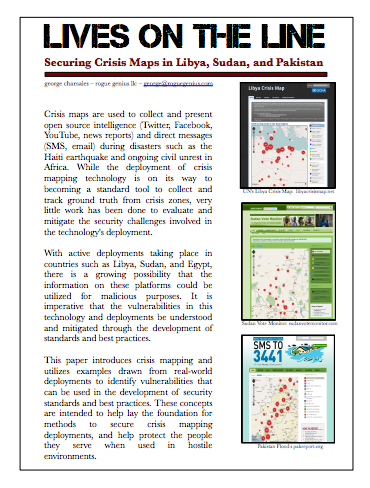 LIVES ON THE LINE
Securing Crisis Maps in Libya, Sudan, and Pakistan
george chamales – rogue genius llc – george@roguegenius.com
Crisis maps are used to collect and present
open source intelligence (Twitter, Facebook,
YouTube, news reports) and direct messages
(SMS, email) during disasters such as the
Haiti earthquake and ongoing civil unrest in
Africa. While the deployment of crisis
mapping technology is on its way to
becoming a standard tool to collect and
track ground truth from crisis zones, very
little work has been done to evaluate and
mitigate the security challenges involved in
the technology's deployment.
With active deployments taking place in
countries such as Libya, Sudan, and Egypt,
there is a growing possibility that the
information on these platforms could be
utilized for malicious purposes. It is
imperative that the vulnerabilities in this
technology and deployments be understood
and mitigated through the development of
standards and best practices.
This paper introduces crisis mapping and
utilizes examples drawn from real-world
deployments to identify vulnerabilities that
can be used in the development of security
standards and best practices. These concepts
are intended to help lay the foundation for
methods to secure crisis mapping
deployments, and help protect the people
they serve when used in hostile
environments.
Libya Crisis Map
UN's Libya Crisis Map: libyacrisismap.net
Sudan Vote Monitor
Sudan Vote Monitor: sudanvotemonitor.com
SMS TO
3441
Pakistan Floods: pakreport.org